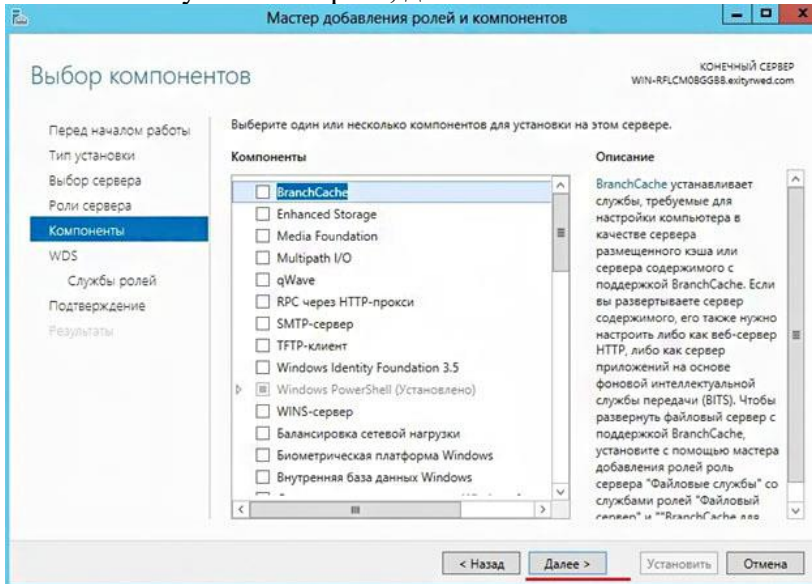 Мастер добавления ролей и компонентов
Выбор компонентов
КОНЕЧНЫЙ СЕРВЕР
WIN-RFLCM0BGGB8.exityrwed.com
Перед началом работы
Тип установки
Выбор сервера
Роли сервера
Компоненты
WDS
Службы ролей
Подтверждение
Результаты
Выберите один или несколько компонентов для установки на этом сервере.
Компоненты
BranchCache
Enhanced Storage
Media Foundation
Multipath I/O
qWave
RPC через HTTP-прокси
SMTP-сервер
TFTP-клиент
Windows Identity Foundation 3.5
Windows PowerShell (Установлено)
WINS-сервер
Балансировка сетевой нагрузки
Биометрическая платформа Windows
Внутренняя база данных Windows
Описание
BranchCache устанавливает
службы, требуемые для
настройки компьютера в
качестве сервера
размещенного кэша или
сервера содержимого с
поддержкой BranchCache. Если
вы развертываете сервер
содержимого, его также нужно
настроить либо как веб-сервер
HTTP, либо как сервер
приложений на основе
фоновой интеллектуальной
службы передачи (BITS). Чтобы
развернуть файловый сервер с
поддержкой BranchCache,
установите с помощью мастера
добавления ролей роль
сервера "Файловые службы" со
службами ролей "Файловый
сервер" и ""BranchCache для
< Назад
Далее >
Установить
Отмена